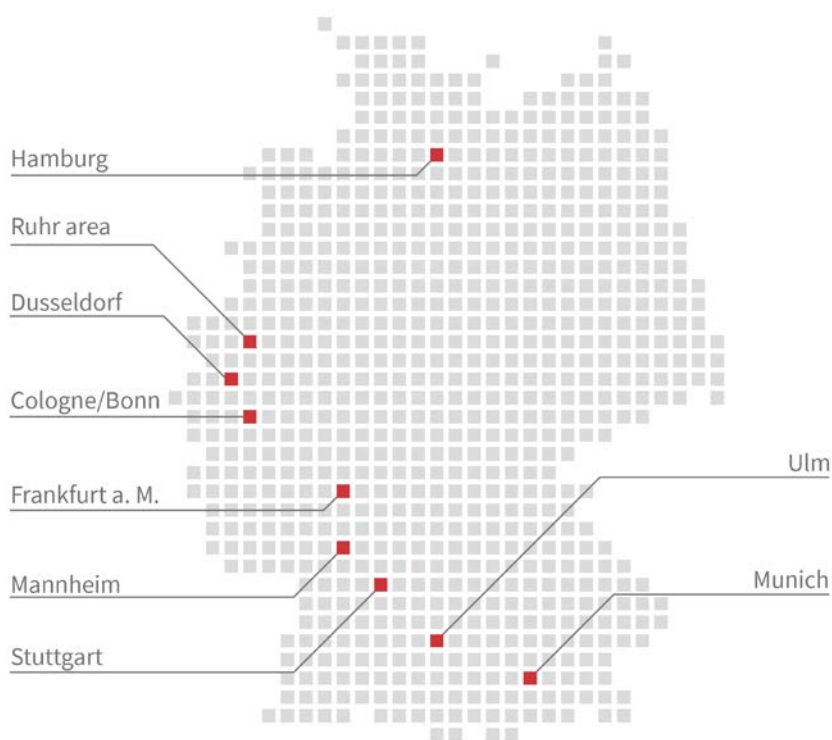 Hamburg
Ruhr area
Dusseldorf
Cologne/Bonn
Frankfurt a. M.
Mannheim
Stuttgart
Ulm
Munich